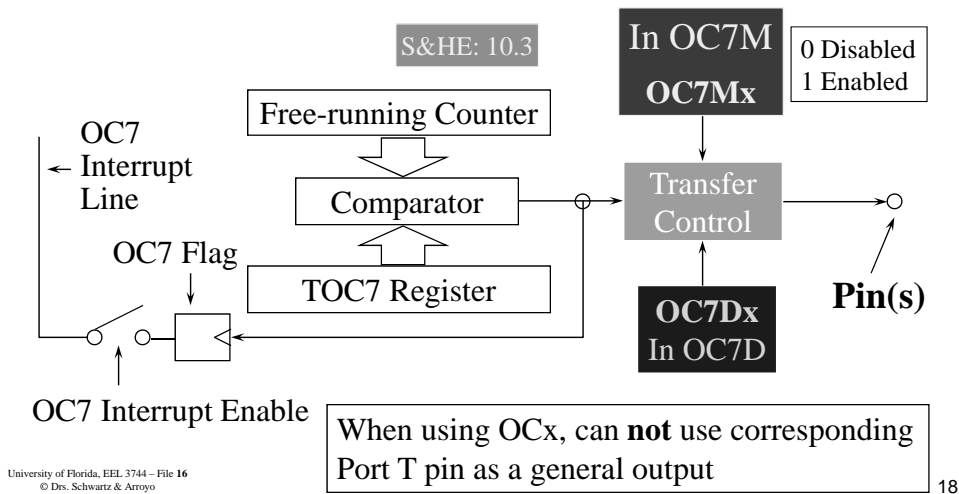 S&HE: 10.3
In OC7M
OC7Mx
0 Disabled
1 Enabled
Free-running Counter
OC7
Interrupt
Line
Comparator
Transfer
Control
OC7 Flag
TOC7 Register
Pin(s)
OC7Dx
In OC7D
OC7 Interrupt Enable
When using OCx, can not use corresponding
Port T pin as a general output
University of Florida, EEL 3744 – File 16
© Drs. Schwartz & Arroyo
18